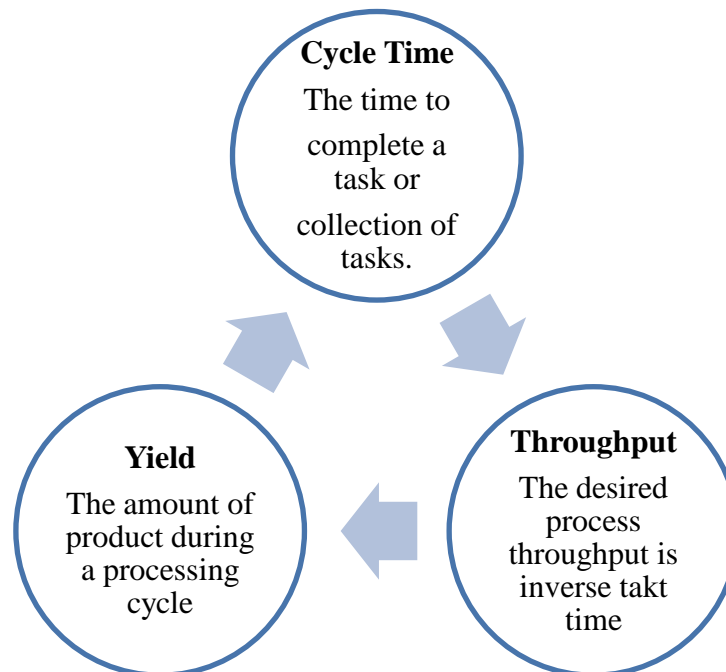 Cycle Time
The time to
complete a
task or
collection of
tasks.
Throughput
The desired
process
throughput is
inverse takt
time
Yield
The amount of
product during
a processing
cycle